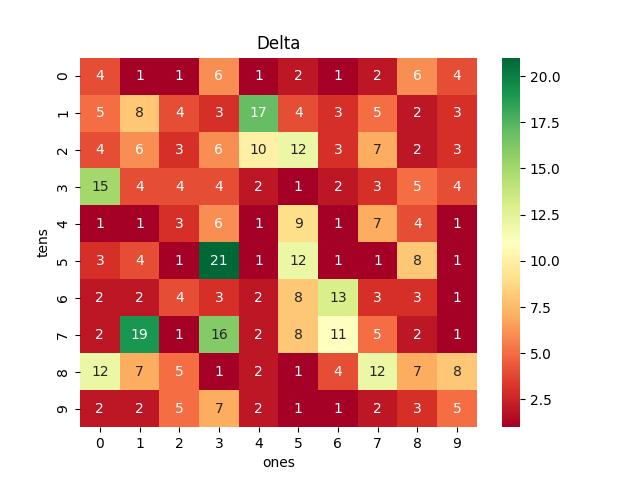 Delta
0 4 1 1 6 1 2 1 2 6 4
1 5 8 4 3 17 4 3 5 2 3
2 4 6 3 6 10 12 3 7 2 3
3 15 4 4 4 2 1 2 3 5 4
4 1 1 3 6 1 9 1 7 4 1
5 3 4 1 21 1 12 1 1 8 1
6 2 2 4 3 2 8 13 3 3 1
7 2 19 1 16 2 8 11 5 2 1
8 12 7 5 1 2 1 4 12 7 8
9 2 2 5 7 2 1 1 2 3 5
0 1 2 3 4 5 6 7 8 9
ones
tens
20.0
17.5
15.0
12.5
10.0
7.5
5.0
2.5